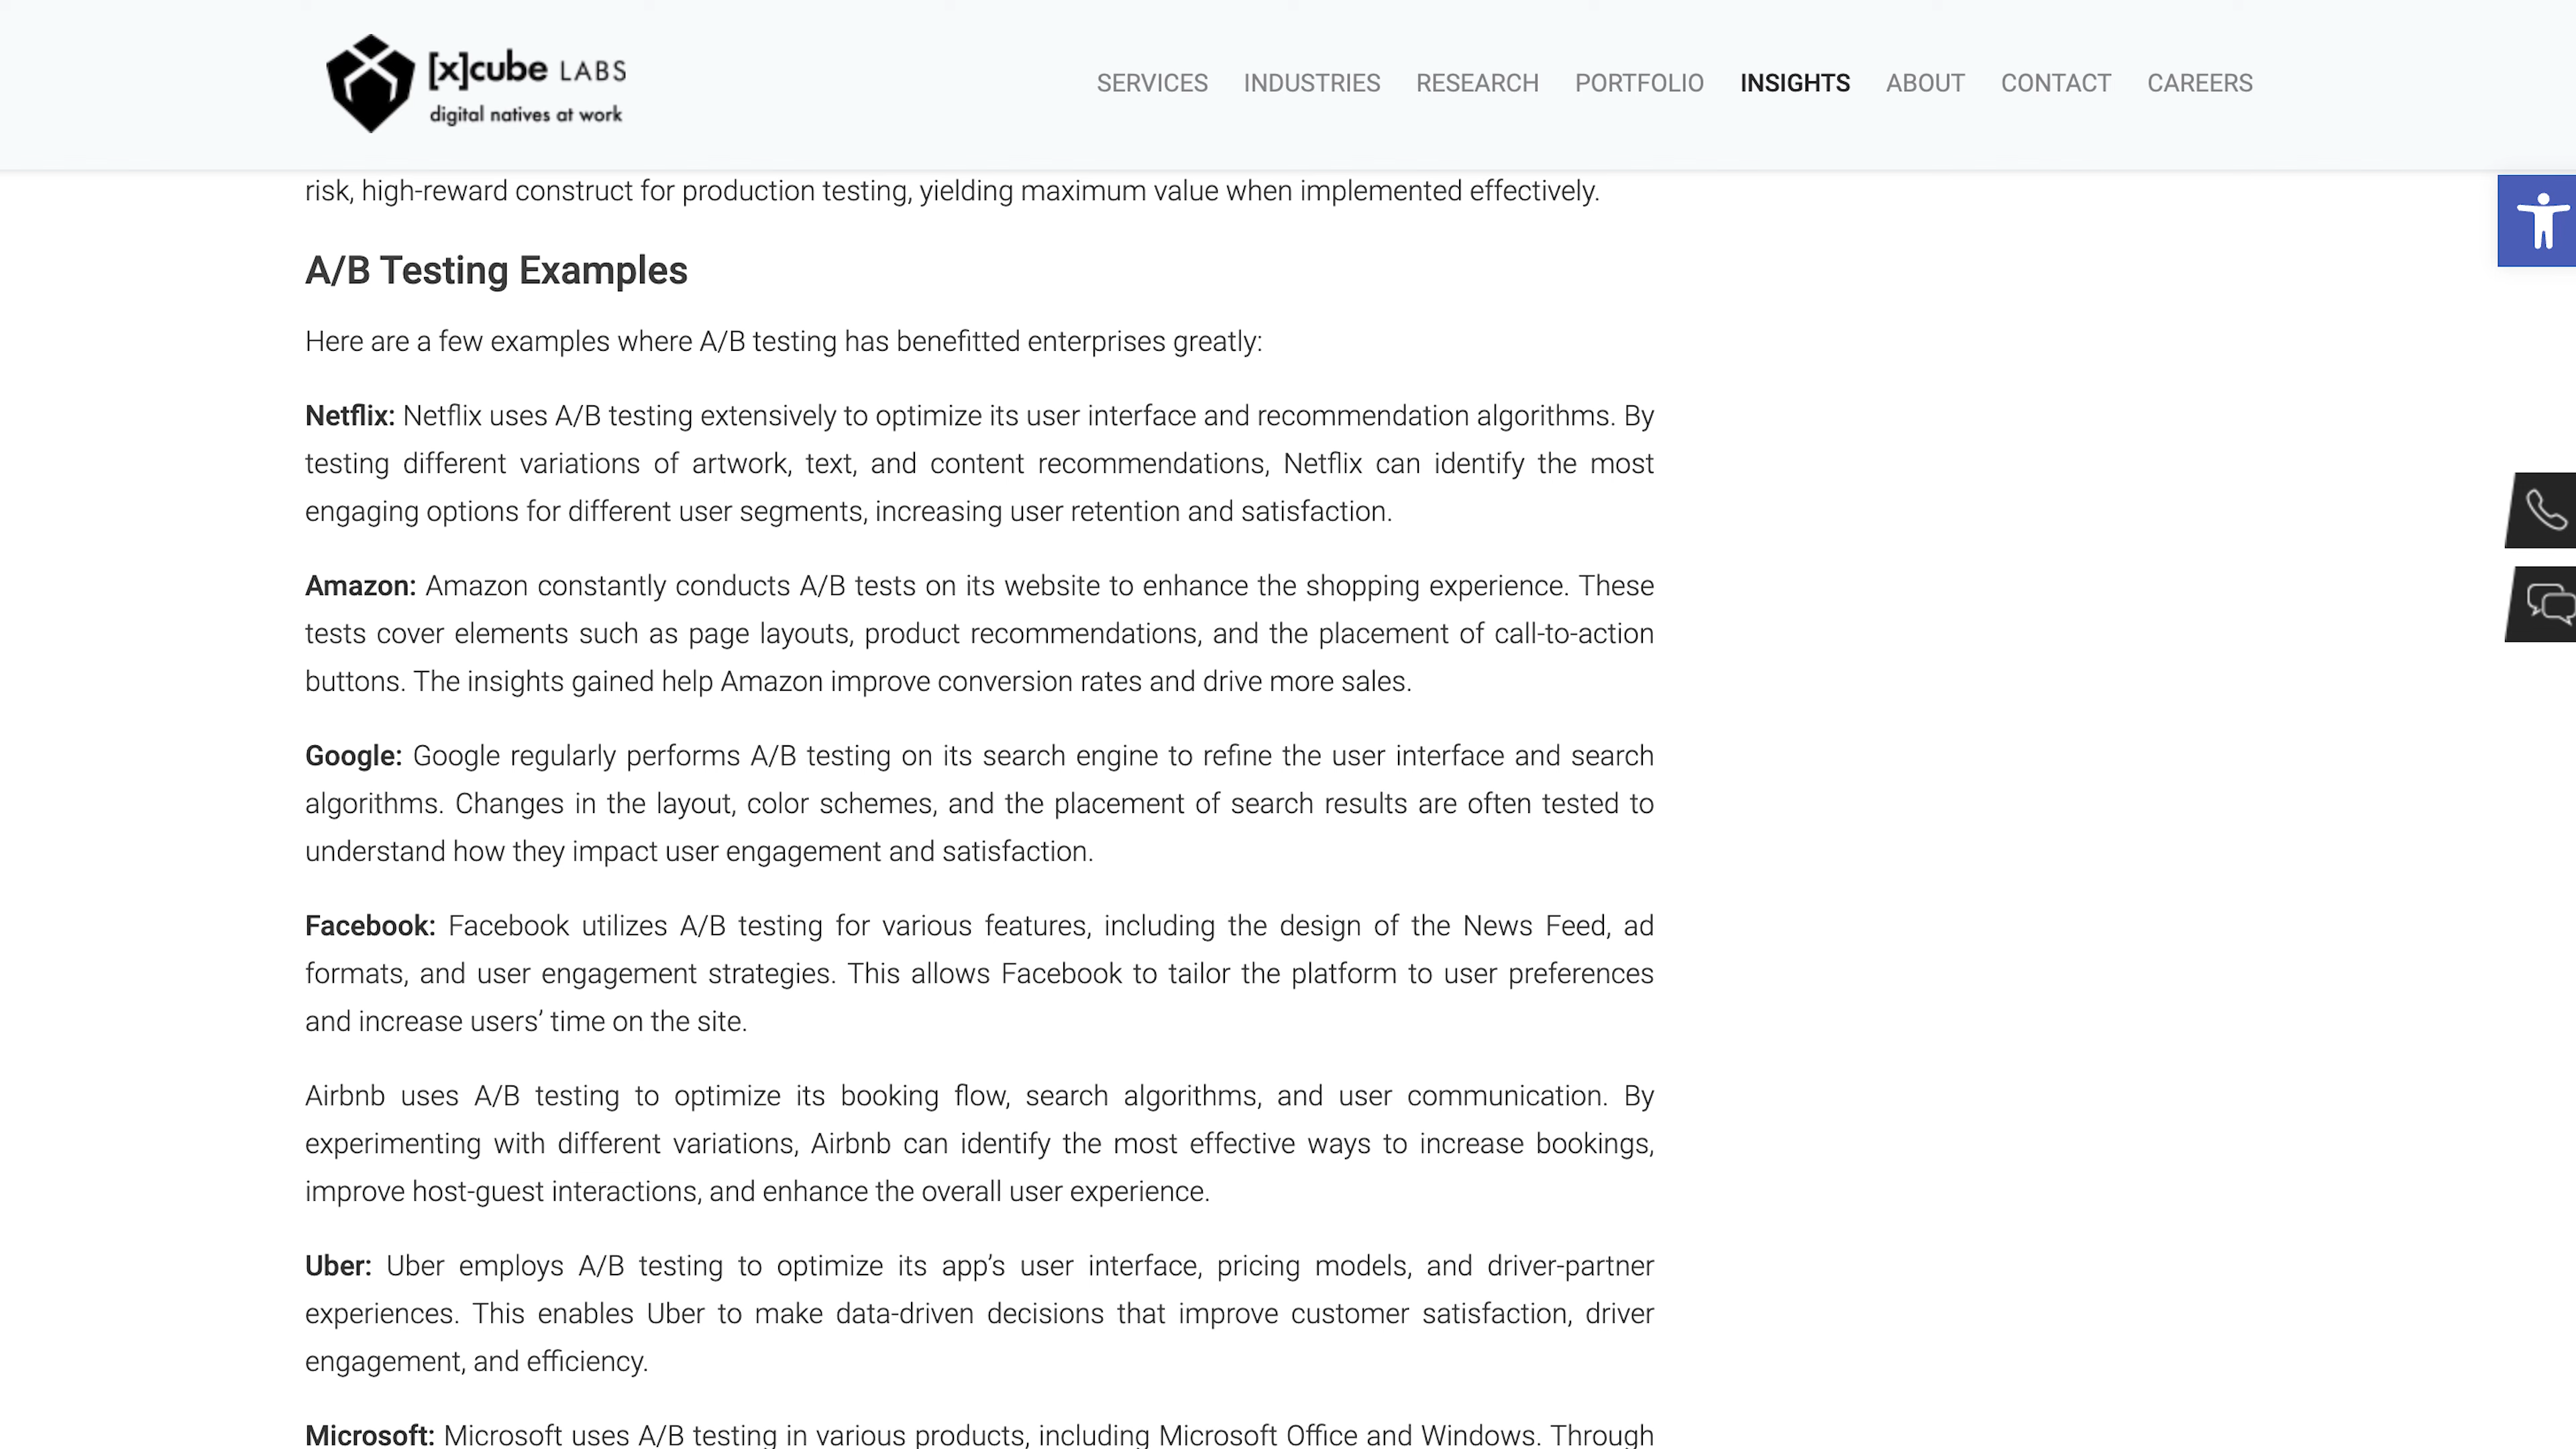 [x]cube LABS
digital natives at work
SERVICES INDUSTRIES RESEARCH PORTFOLIO INSIGHTS ABOUT CONTACT CAREERS
risk, high-reward construct for production testing, yielding maximum value when implemented effectively.
A/B Testing Examples
Here are a few examples where A/B testing has benefitted enterprises greatly:
Netflix: Netflix uses A/B testing extensively to optimize its user interface and recommendation algorithms. By
testing different variations of artwork, text, and content recommendations, Netflix can identify the most
engaging options for different user segments, increasing user retention and satisfaction.
Amazon: Amazon constantly conducts A/B tests on its website to enhance the shopping experience. These
tests cover elements such as page layouts, product recommendations, and the placement of call-to-action
buttons. The insights gained help Amazon improve conversion rates and drive more sales.
Google: Google regularly performs A/B testing on its search engine to refine the user interface and search
algorithms. Changes in the layout, color schemes, and the placement of search results are often tested to
understand how they impact user engagement and satisfaction.
Facebook: Facebook utilizes A/B testing for various features, including the design of the News Feed, ad
formats, and user engagement strategies. This allows Facebook to tailor the platform to user preferences
and increase users’ time on the site.
Airbnb uses A/B testing to optimize its booking flow, search algorithms, and user communication. By
experimenting with different variations, Airbnb can identify the most effective ways to increase bookings,
improve host-guest interactions, and enhance the overall user experience.
Uber: Uber employs A/B testing to optimize its app’s user interface, pricing models, and driver-partner
experiences. This enables Uber to make data-driven decisions that improve customer satisfaction, driver
engagement, and efficiency.
Microsoft: Microsoft uses A/B testing in various products, including Microsoft Office and Windows. Through